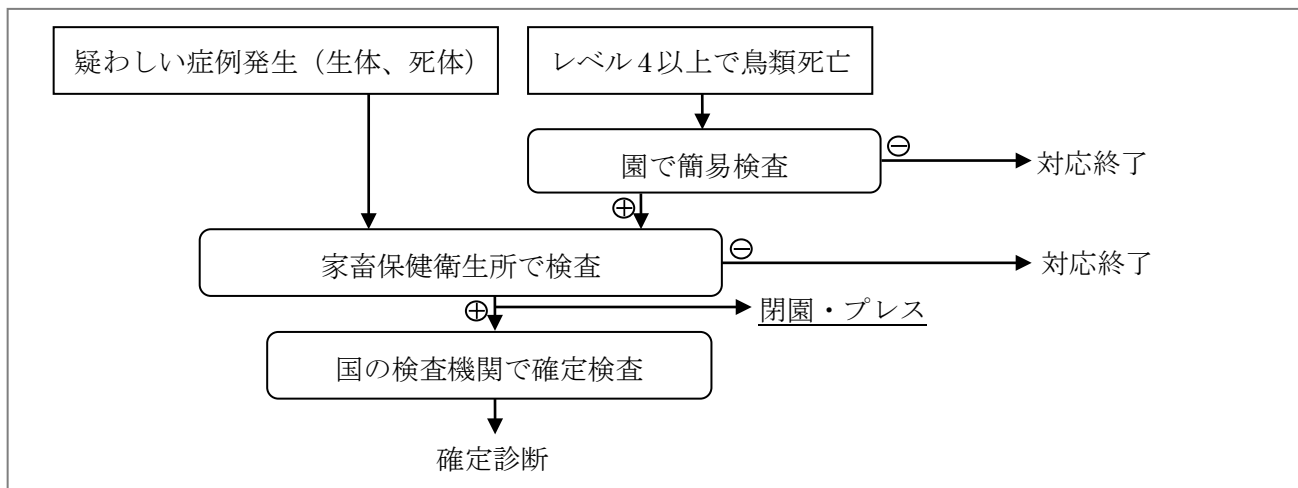 疑わしい症例発生（生体、死体）
レベル4以上で鳥類死亡
園で簡易検査
⊖
対応終了
⊕
家畜保健衛生所で検査
⊖
対応終了
⊕
閉園・プレス
国の検査機関で確定検査
確定診断